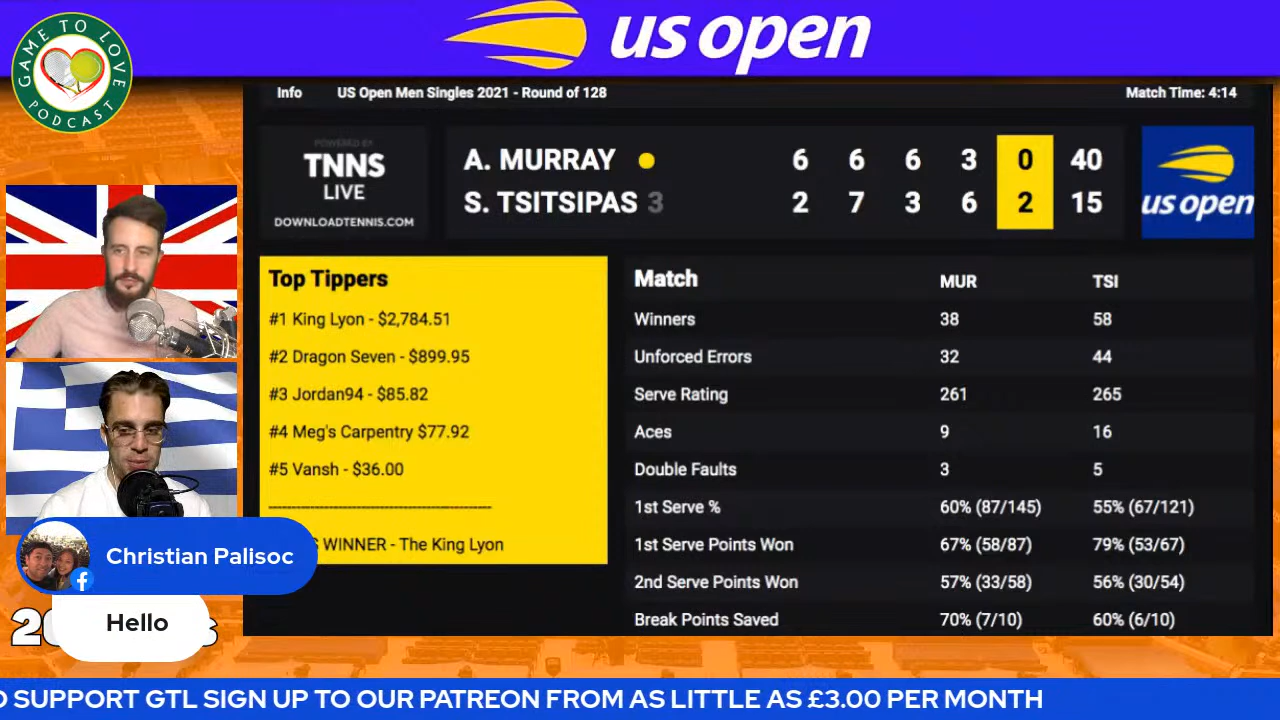 GAME TO LOVE
PODCAST
us open
Info US Open Men Singles 2021 - Round of 128 Match Time: 4:14
POWERED BY
TNNS
LIVE
DOWNLOADTENNIS.COM
A. MURRAY 6 6 6 3 0 40
S. TSITSIPAS 3 2 7 3 6 2 15
us open
Top Tippers
#1 King Lyon - $2,784.51
#2 Dragon Seven - $899.95
#3 Jordan94 - $85.82
#4 Meg's Carpentry $77.92
#5 Vansh - $36.00
WINNER - The King Lyon
Match MUR TSI
Winners 38 58
Unforced Errors 32 44
Serve Rating 261 265
Aces 9 16
Double Faults 3 5
1st Serve % 60% (87/145) 55% (67/121)
1st Serve Points Won 67% (58/87) 79% (53/67)
2nd Serve Points Won 57% (33/58) 56% (30/54)
Break Points Saved 70% (7/10) 60% (6/10)
Christian Palisoc
Hello
SUPPORT GTL SIGN UP TO OUR PATREON FROM AS LITTLE AS £3.00 PER MONTH